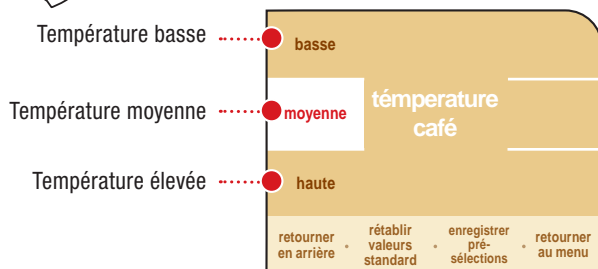 Température basse
basse
Température moyenne
moyenne
témperature
café
Température élevée
haute
retourner
en arrière
rétablir
valeurs
standard
enregistrer
pré-
sélections
retourner
au menu